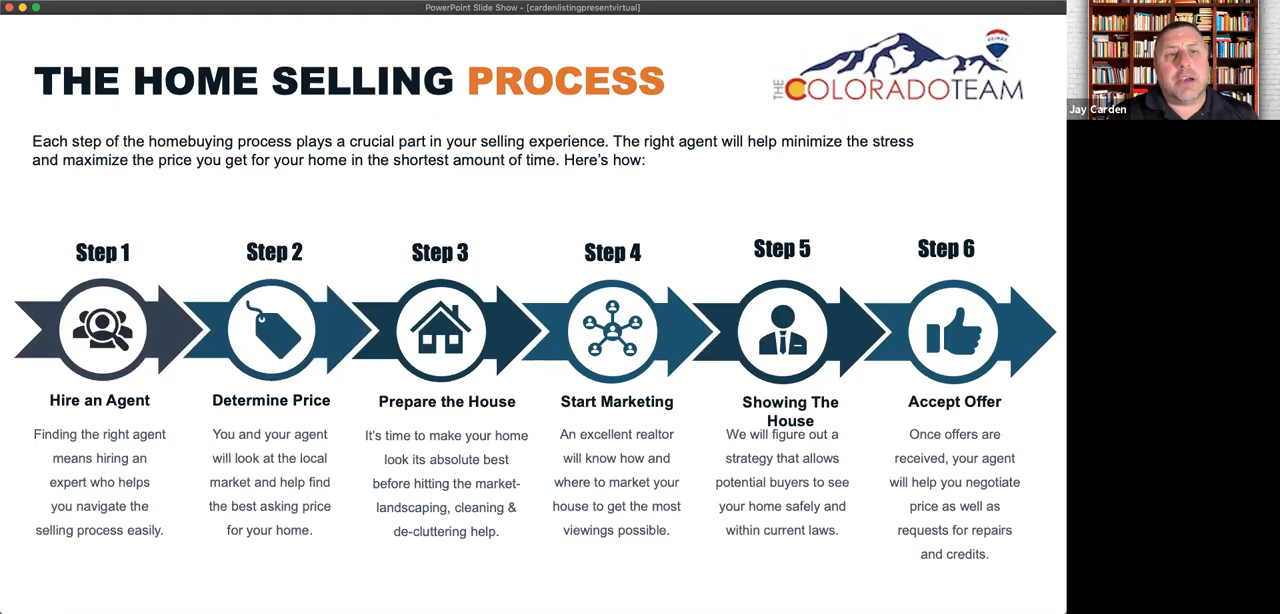 PowerPoint Slide Show - [cardenlistingpresentvirtual]
THE HOME SELLING PROCESS
RE/MAX
THE COLORADOTEAM
Jay Carden
Each step of the homebuying process plays a crucial part in your selling experience. The right agent will help minimize the stress
and maximize the price you get for your home in the shortest amount of time. Here's how:
Step 1
Hire an Agent
Finding the right agent
means hiring an
expert who helps
you navigate the
selling process easily.
Step 2
Determine Price
You and your agent
will look at the local
market and help find
the best asking price
for your home.
Step 3
Prepare the House
It's time to make your home
look its absolute best
before hitting the market-
landscaping, cleaning &
de-cluttering help.
Step 4
Start Marketing
An excellent realtor
will know how and
where to market your
house to get the most
viewings possible.
Step 5
Showing The
House
We will figure out a
strategy that allows
potential buyers to see
your home safely and
within current laws.
Step 6
Accept Offer
Once offers are
received, your agent
will help you negotiate
price as well as
requests for repairs
and credits.